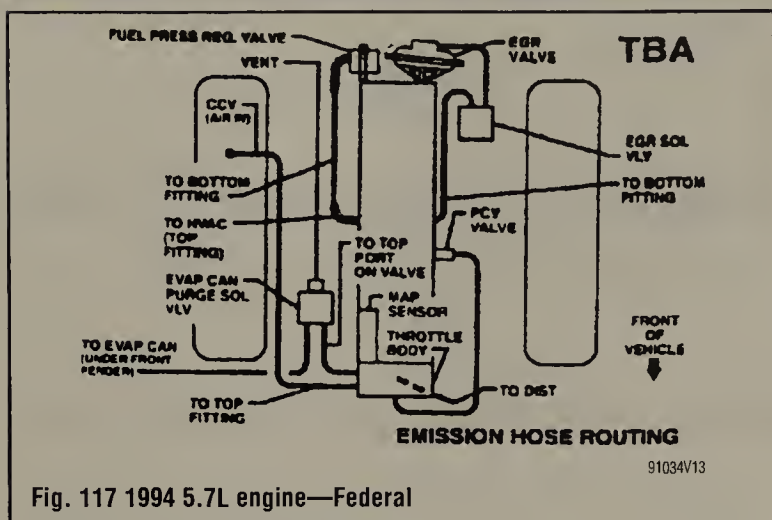 FUEL PRESS REG. VALVE
VENT
EGR
VALVE
TBA
CCV
(AIR IN)
EGR SOL
VLV
TO BOTTOM
FITTING
TO BOTTOM
FITTING
TO HVAC
(TOP
FITTING)
PCV
VALVE
TO TOP
PORT
ON VALVE
EVAP CAN
PURGE SOL
VLV
MAP
SENSOR
THROTTLE
BODY
FRONT
OF
VEHICLE
TO EVAP CAN
(UNDER FRONT
FENDER)
TO TOP
FITTING
TO DIST
EMISSION HOSE ROUTING
91034V13
Fig. 117 1994 5.7L engine—Federal